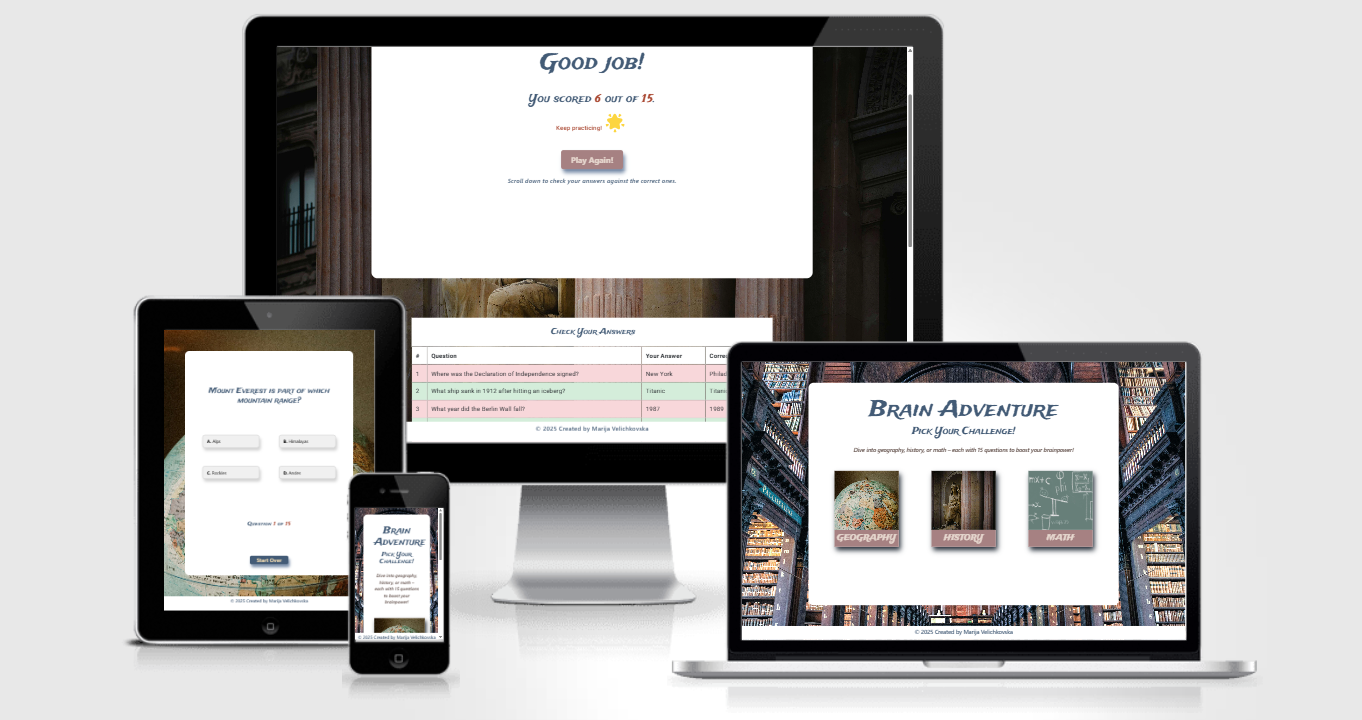 Good job!
You scored 6 out of 15.
Keep practicing!
Play Again!
Scroll down to check your answers against the correct ones.
Check Your Answers
# Question Your Answer
1 Where was the Declaration of Independence signed? New York
2 What ship sank in 1912 after hitting an iceberg? Titanic
3 What year did the Berlin Wall fall? 1987 1989
© 2025 Created by Marija Velichkovska
Mount Everest is part of which
mountain range?
A. Alps B. Himalayas
C. Rockies D. Andes
Question 1 of 15
Start Over
© 2025 Created by Marija Velichkovska
Brain
Adventure
Pick Your
Challenge!
Dive into geography,
history, or math –
each with 15 questions
to boost your
brainpower!
© 2025 Created by Marija Velichkovska
Brain Adventure
Pick Your Challenge!
Dive into geography, history, or math – each with 15 questions to boost your brainpower!
GEOGRAPHY HISTORY MATH
© 2025 Created by Marija Velichkovska